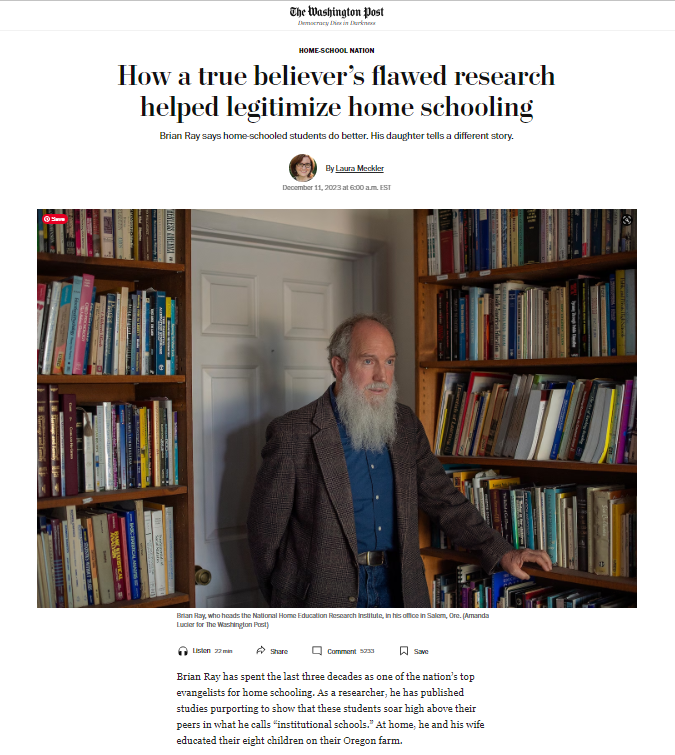 The Washington Post
Democracy Dies in Darkness
HOME-SCHOOL NATION
How a true believer’s flawed research
helped legitimize home schooling
Brian Ray says home-schooled students do better. His daughter tells a different story.
By Laura Meckler
December 11, 2023 at 6:00 a.m. EST
Save
Brian Ray, who heads the National Home Education Research Institute, in his office in Salem, Ore. (Amanda
Lucier for The Washington Post)
Listen 22 min
Share
Comment 5233
Save
Brian Ray has spent the last three decades as one of the nation’s top
evangelists for home schooling. As a researcher, he has published
studies purporting to show that these students soar high above their
peers in what he calls “institutional schools.” At home, he and his wife
educated their eight children on their Oregon farm.